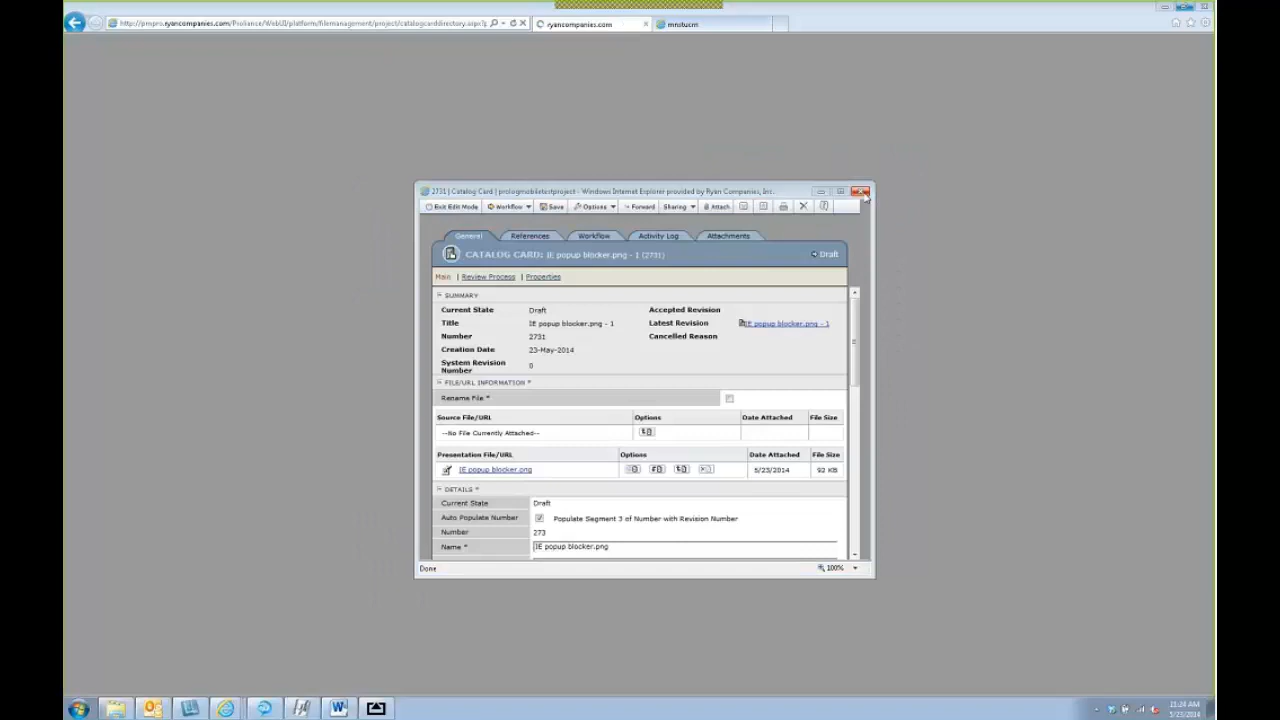 http://pmpro.ryancompanies.com/Prolience/WebUI/platform/filemanagement/project/catalogcarddirectory.aspx?
ryancompanies.com
mnstucm
2731 | Catalog Card | prologmobiletestproject - Windows Internet Explorer provided by Ryan Companies, Inc.
Exit Edit Mode Workflow Save Options Forward Sharing Attach
General References Workflow Activity Log Attachments
CATALOG CARD: IE popup blocker.png - 1 (2731) Draft
Main | Review Process | Properties
SUMMARY
Current State Draft Accepted Revision
Title IE popup blocker.png - 1 Latest Revision IE popup blocker.png - 1
Number 2731 Cancelled Reason
Creation Date 23-May-2014
System Revision Number 0
FILE/URL INFORMATION *
Rename File *
Source File/URL Options Date Attached File Size
--No File Currently Attached--
Presentation File/URL Options Date Attached File Size
IE popup blocker.png 5/23/2014 92 KB
DETAILS *
Current State Draft
Auto Populate Number Populate Segment 3 of Number with Revision Number
Number 273
Name * IE popup blocker.png
Done 100%
11:24 AM
5/23/2014